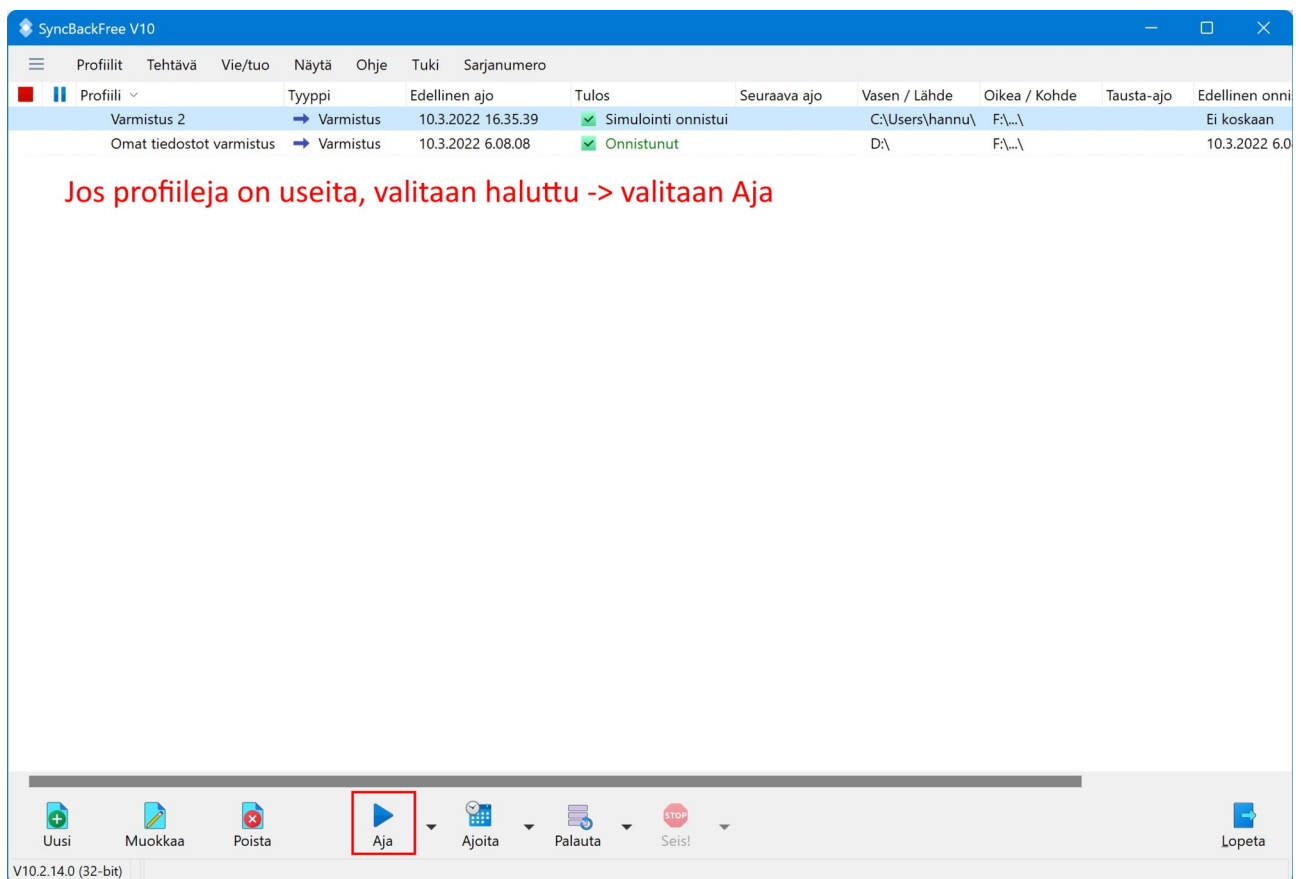 SyncBackFree V10
Profiilit Tehtävä Vie/tuo Näytä Ohje Tuki Sarjanumero
Profiili Tyyppi Edellinen ajo Tulos Seuraava ajo Vasen / Lähde Oikea / Kohde Tausta-ajo Edellinen onni
Varmistus 2 Varmistus 10.3.2022 16.35.39 Simulointi onnistui C:\Users\hannu\ F:\...\ Ei koskaan
Omat tiedostot varmistus Varmistus 10.3.2022 6.08.08 Onnistunut D:\ F:\...\ 10.3.2022 6.0
Jos profiileja on useita, valitaan haluttu -> valitaan Aja
STOP
Uusi Muokkaa Poista Aja Ajoita Palauta Seis! Lopeta
V10.2.14.0 (32-bit)